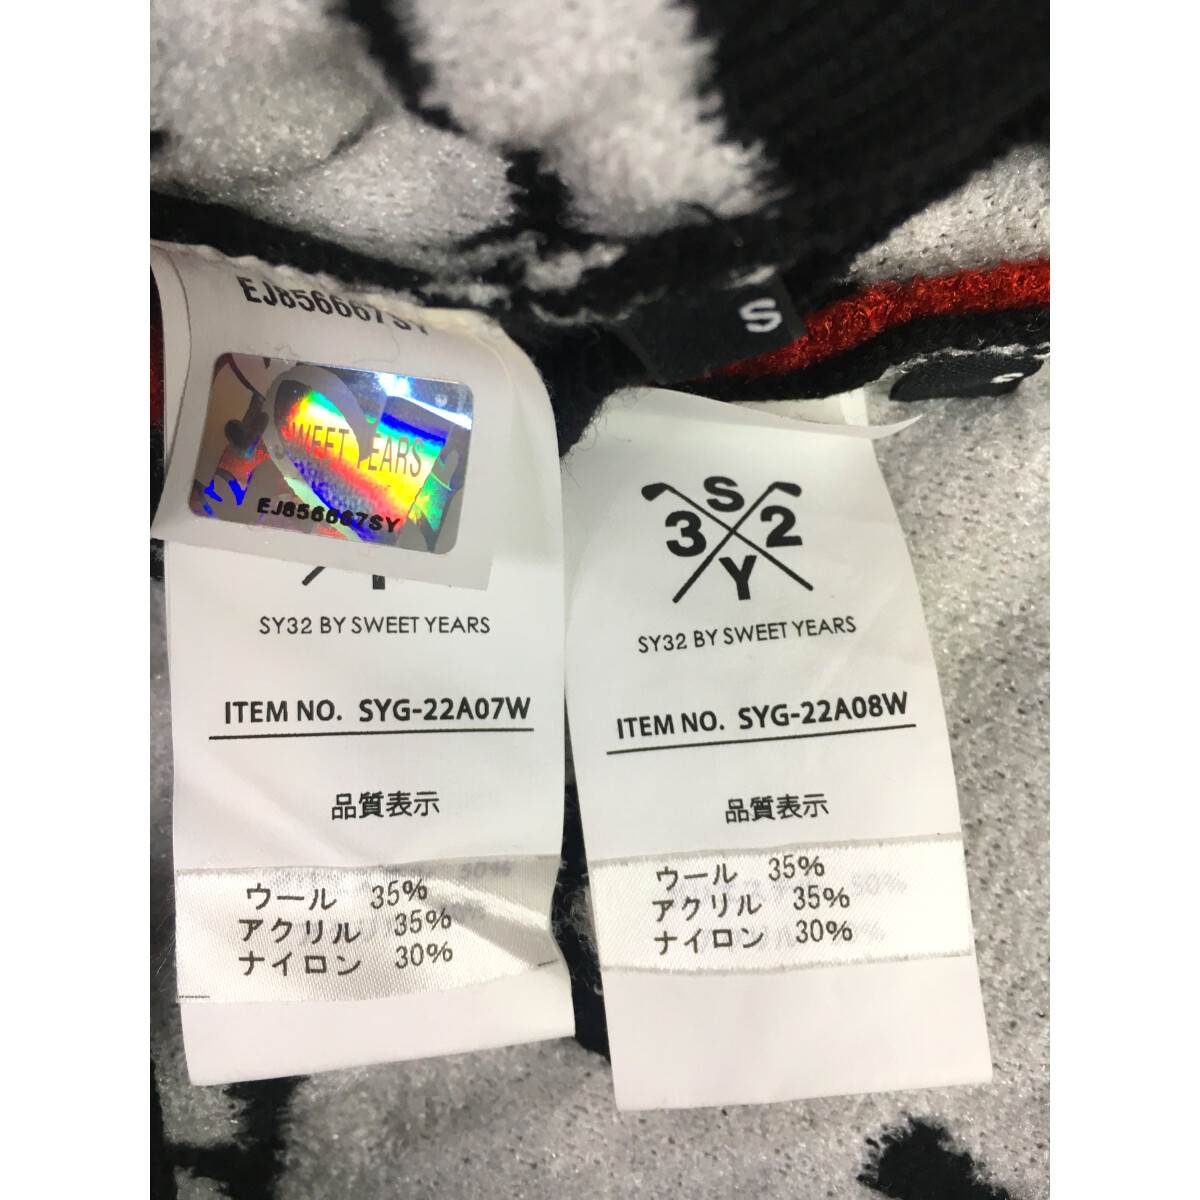 EJ856667SY
SWEET YEARS
EJ856667SY
SY32 BY SWEET YEARS
ITEM NO. SYG-22A07W
品質表示
ウール 35%
アクリル 35%
ナイロン 30%
S
S
3 2
Y
SY32 BY SWEET YEARS
ITEM NO. SYG-22A08W
品質表示
ウール 35%
アクリル 35%
ナイロン 30%